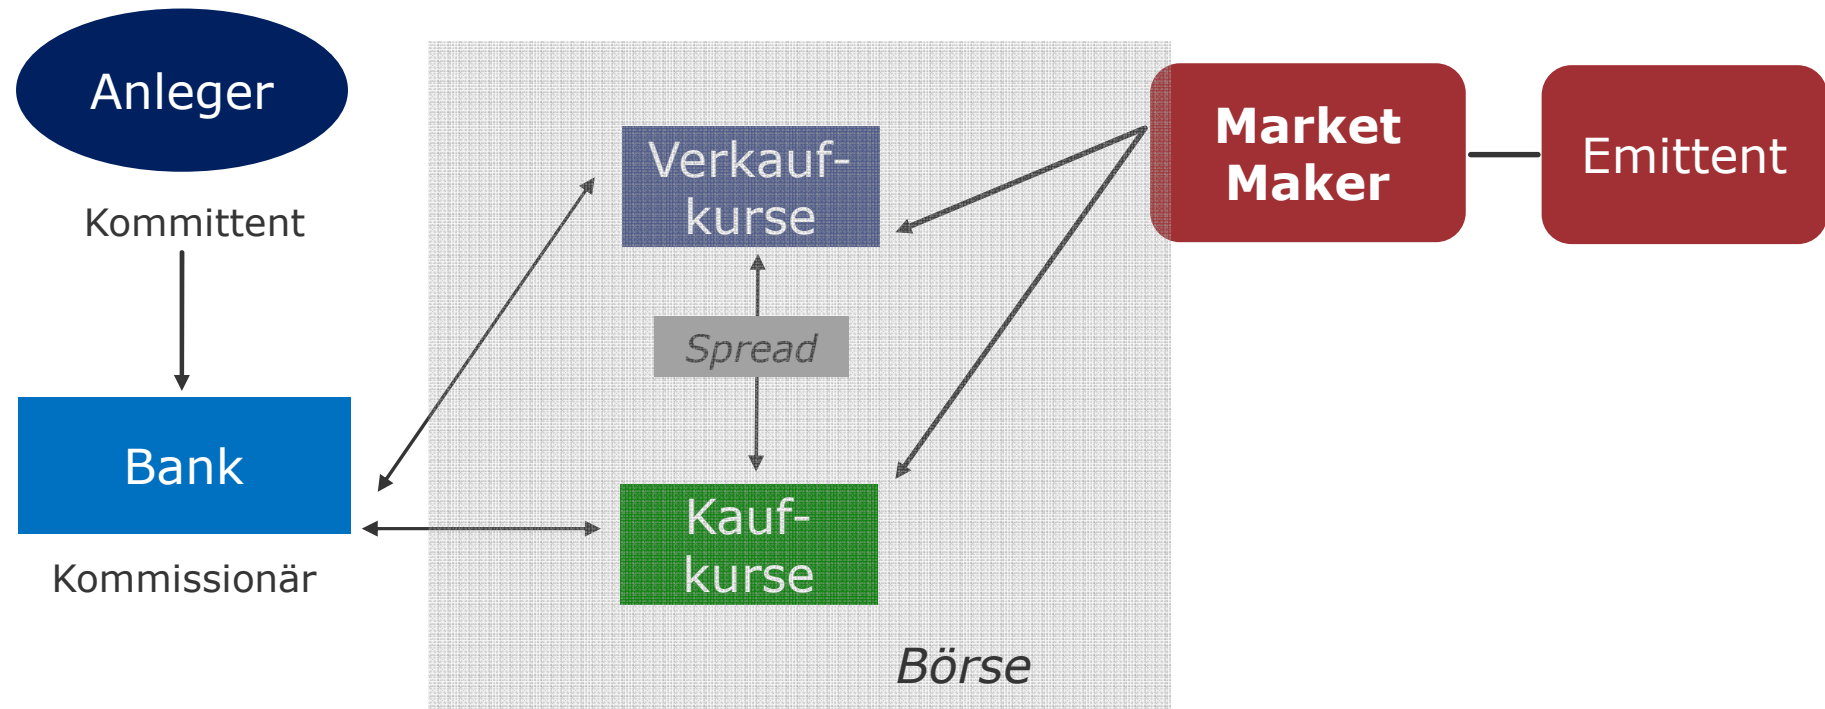 Anleger
Kommittent
Bank
Kommissionär
Verkauf-
kurse
Spread
Kauf-
kurse
Börse
Market
Maker
Emittent